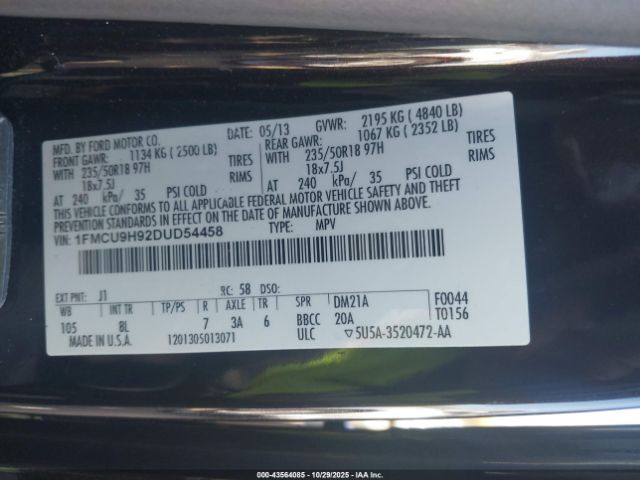 MFD. BY FORD MOTOR CO.
DATE: 05/13 GVWR: 2195 KG ( 4840 LB)
FRONT GAWR: 1134 KG ( 2500 LB) REAR GAWR: 1067 KG ( 2352 LB)
WITH 235/50R18 97H TIRES WITH 235/50R18 97H TIRES
18x7.5J RIMS 18x7.5J RIMS
AT 240 kPa/ 35 PSI COLD AT 240 kPa/ 35 PSI COLD
THIS VEHICLE CONFORMS TO ALL APPLICABLE FEDERAL MOTOR VEHICLE SAFETY AND THEFT
PREVENTION STANDARDS IN EFFECT ON THE DATE OF MANUFACTURE SHOWN ABOVE.
VIN: 1FMCU9H92DUD54458 TYPE: MPV
EXT PNT: J1 RC: 58 DSO:
WB INT TR TP/PS R AXLE TR SPR DM21A F0044
105 BL 7 3A 6 BBCC 20A T0156
MADE IN U.S.A. 1201305013071 ULC ▽5U5A-3520472-AA
000-43564085 10/29/2025 IAA, Inc.